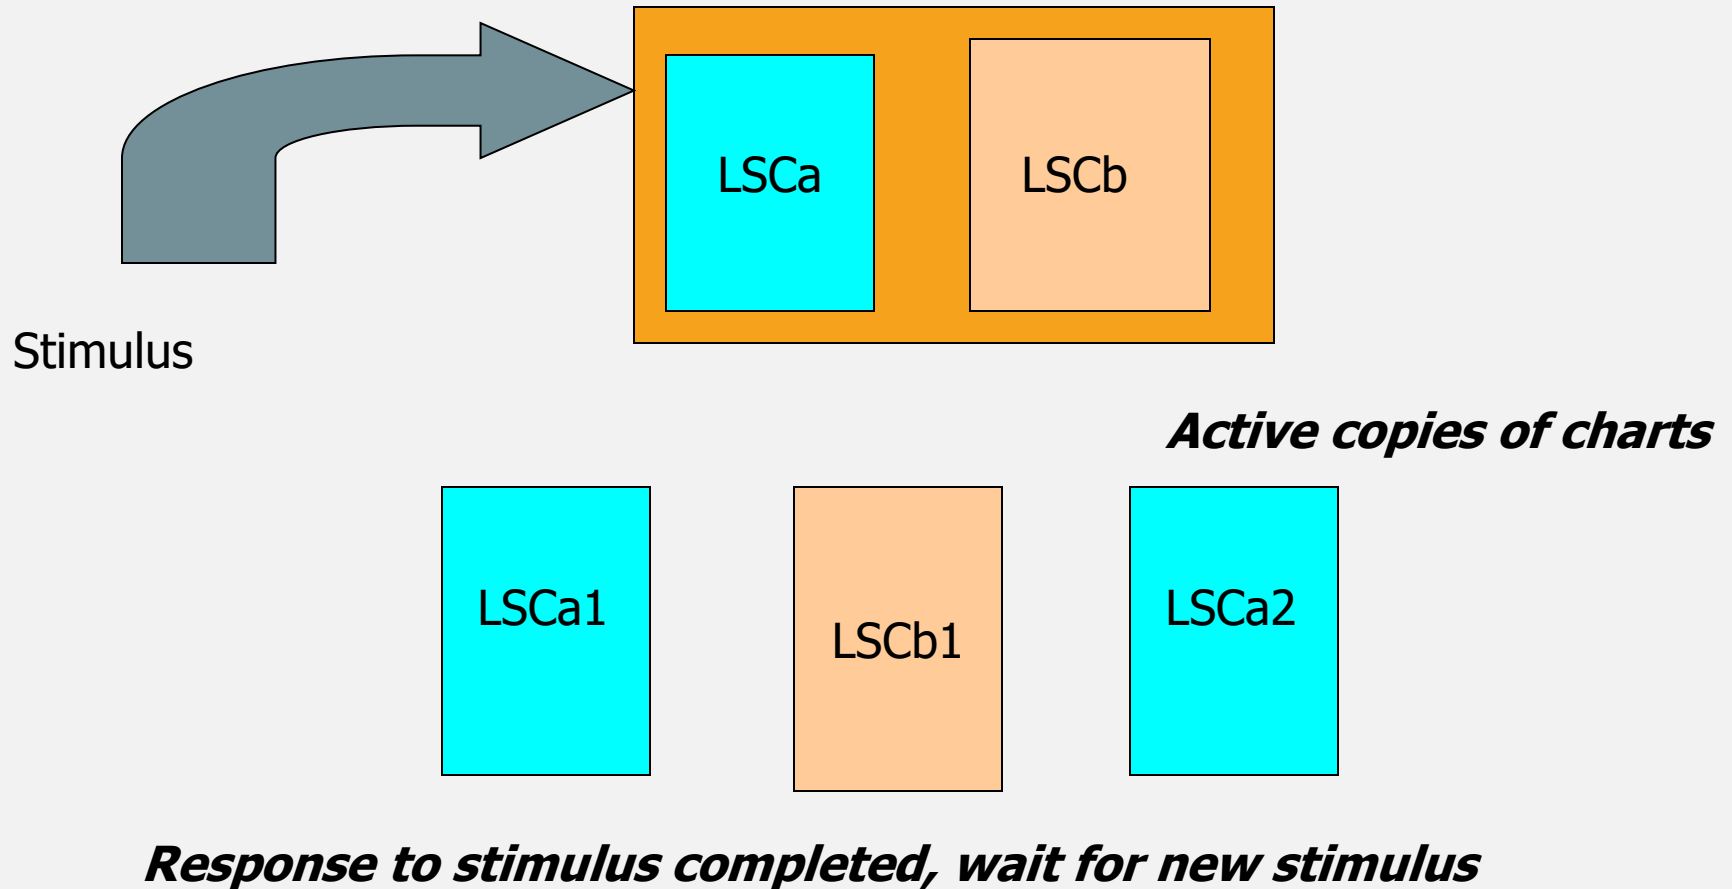 LSCa
LSCb
Stimulus
Active copies of charts
LSCa1
LSCb1
LSCa2
Response to stimulus completed, wait for new stimulus